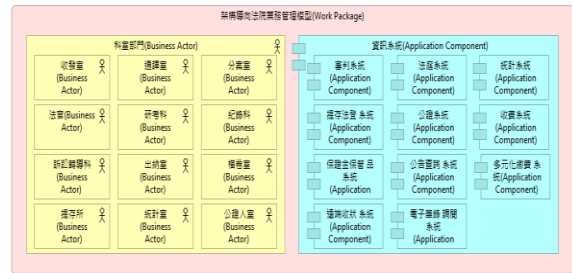 架構導向法院業務管理模型(Work Package)
科室部門(Business Actor)
收發室
(Business
Actor)
通譯室
(Business
Actor)
分案室
(Business
Actor)
法官(Business
Actor)
研考科
(Business
Actor)
紀錄科
(Business
Actor)
訴訟輔導科
(Business
Actor)
出納室
(Business
Actor)
檔卷室
(Business
Actor)
提存所
(Business
Actor)
統計室
(Business
Actor)
公證人室
(Business
Actor)
資訊系統(Application Component)
審判系統
(Application
Component)
法庭系統
(Application
Component)
統計系統
(Application
Component)
提存法登 系統
(Application
Component)
公證系統
(Application
Component)
收費系統
(Application
Component)
保證金保管 品
系統
(Application
公告查詢 系統
(Application
Component)
多元化繳費 系
統(Application
Component)
遠端收狀 系統
(Application
Component)
電子筆錄 調閱
系統
(Application